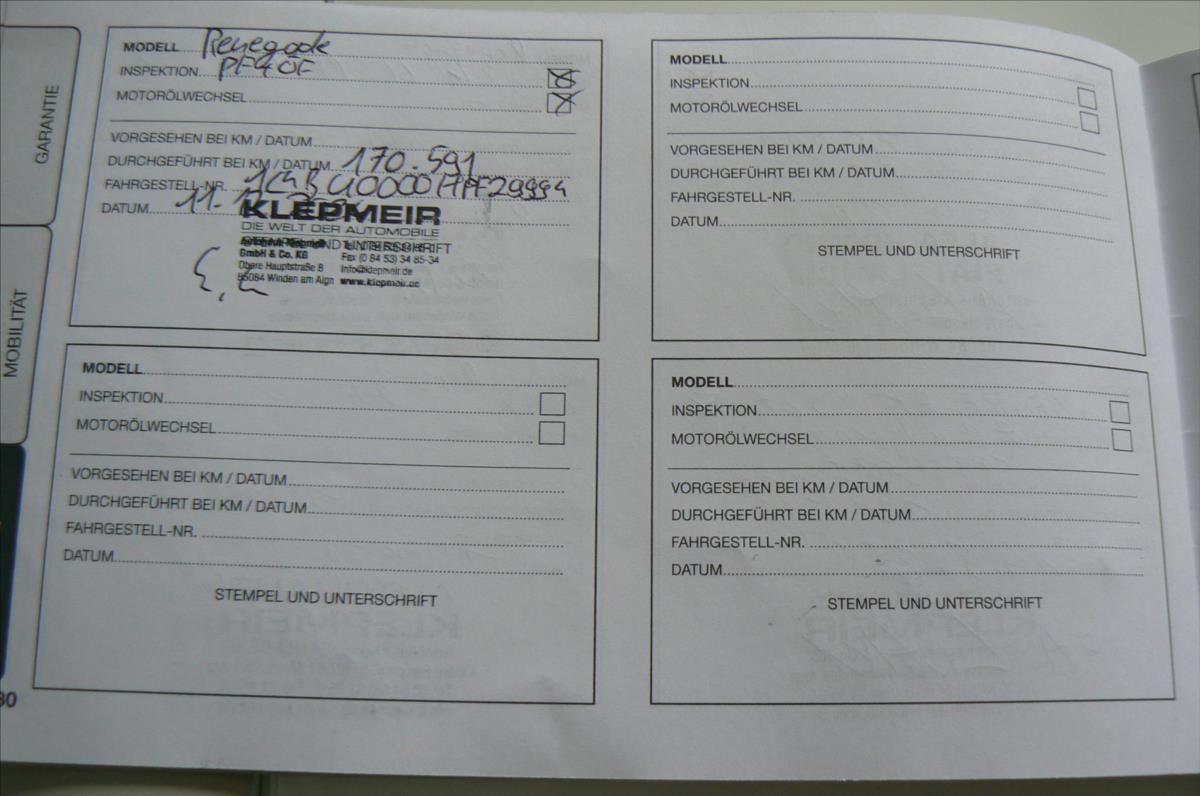 GARANTIE
MOBILITÄT
MODELL Renegade
INSPEKTION
MOTORÖLWECHSEL
VORGESEHEN BEI KM / DATUM
DURCHGEFÜHRT BEI KM / DATUM 170.591
FAHRGESTELL-NR.
DATUM 11.
KLEPMEIR
DIE WELT DER AUTOMOBILE
GmbH & Co. KG Fax (0 84 53) 34 85-34
Obere Hauptstraße 8 info@klepmeir.de
85084 Winden am Aign www.klepmeir.de
MODELL
INSPEKTION
MOTORÖLWECHSEL
VORGESEHEN BEI KM / DATUM
DURCHGEFÜHRT BEI KM / DATUM
FAHRGESTELL-NR.
DATUM
STEMPEL UND UNTERSCHRIFT
MODELL
INSPEKTION
MOTORÖLWECHSEL
VORGESEHEN BEI KM / DATUM
DURCHGEFÜHRT BEI KM / DATUM
FAHRGESTELL-NR.
DATUM
STEMPEL UND UNTERSCHRIFT
MODELL
INSPEKTION
MOTORÖLWECHSEL
VORGESEHEN BEI KM / DATUM
DURCHGEFÜHRT BEI KM / DATUM
FAHRGESTELL-NR.
DATUM
STEMPEL UND UNTERSCHRIFT